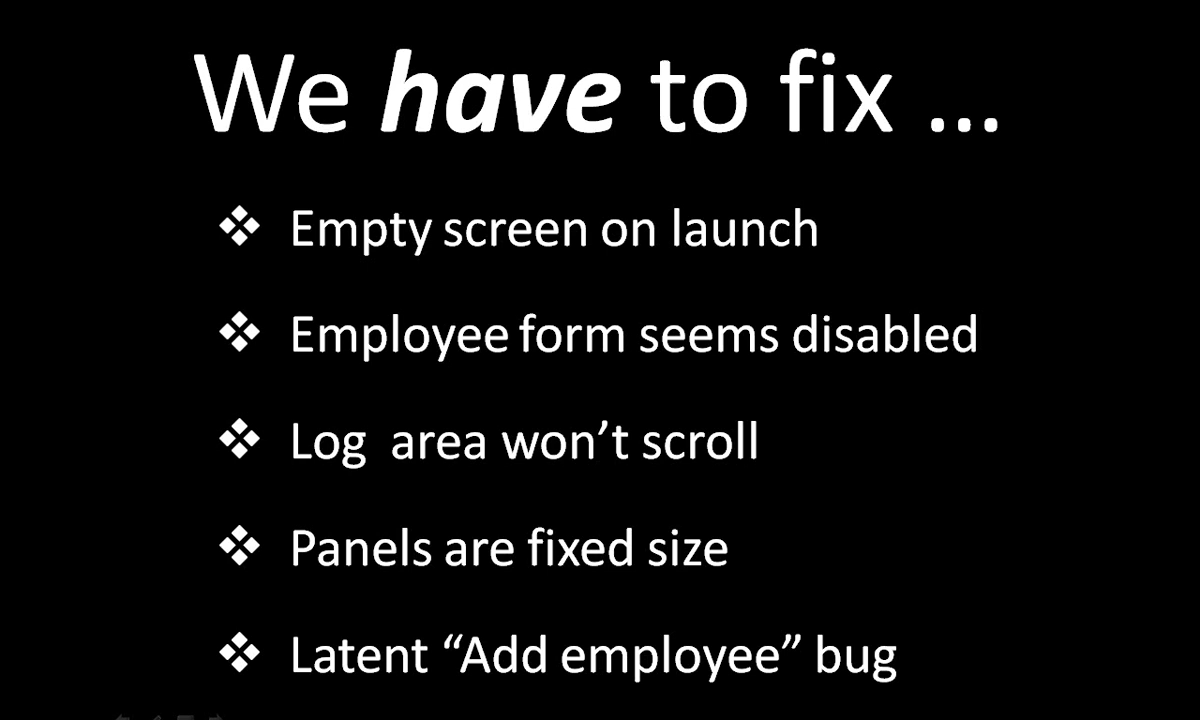 We have to fix ...
❖ Empty screen on launch
❖ Employee form seems disabled
❖ Log area won’t scroll
❖ Panels are fixed size
❖ Latent “Add employee” bug